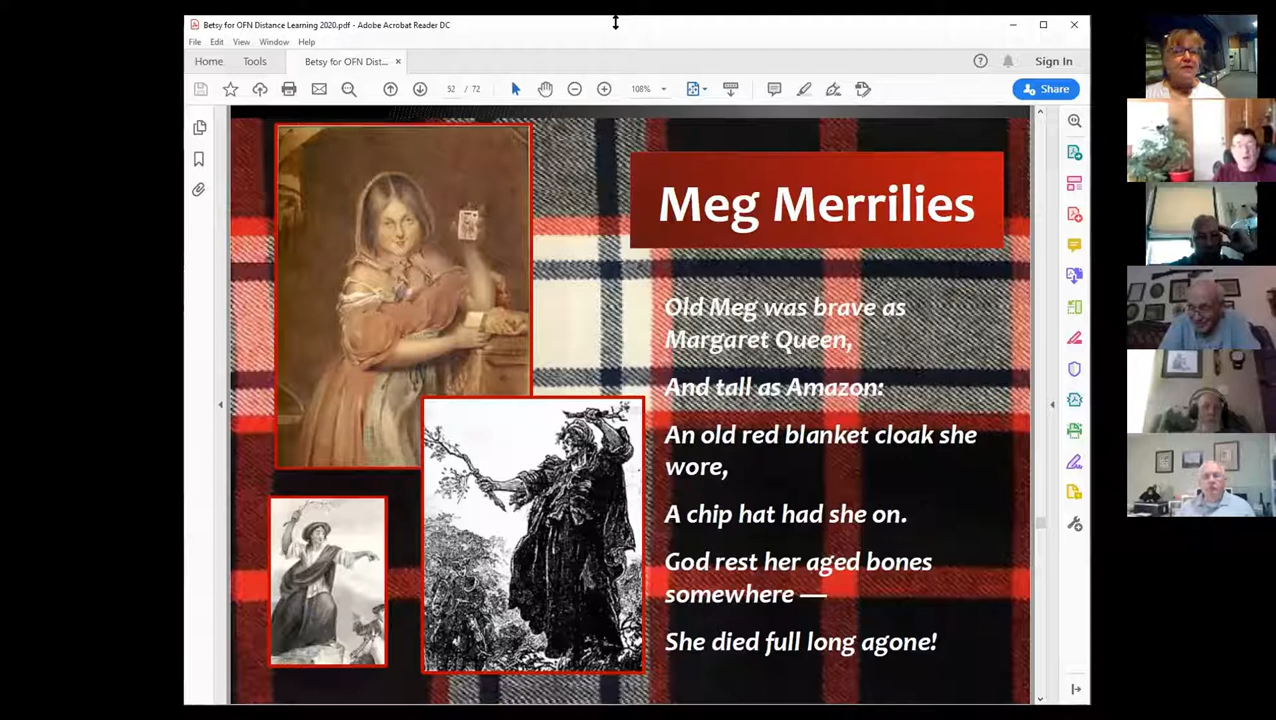 Betsy for OFN Distance Learning 2020.pdf - Adobe Acrobat Reader DC
File Edit View Window Help
Home Tools Betsy for OFN Dist... × Sign In
52 / 72 108% Share
Meg Merrilies
Old Meg was brave as
Margaret Queen,
And tall as Amazon:
An old red blanket cloak she
wore,
A chip hat had she on.
God rest her aged bones
somewhere —
She died full long agone!